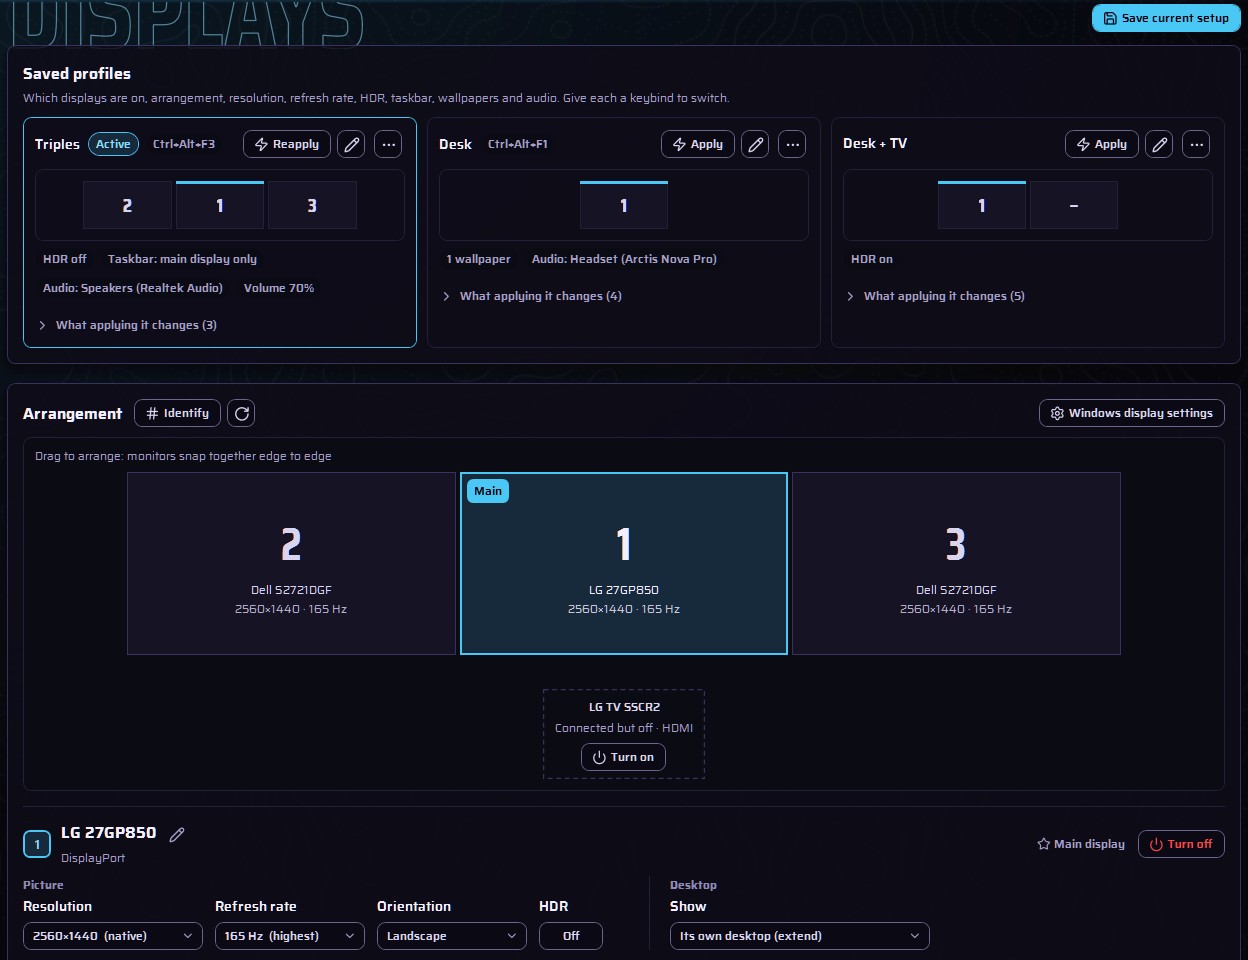 DISPLAYS
Save current setup
Saved profiles
Which displays are on, arrangement, resolution, refresh rate, HDR, taskbar, wallpapers and audio. Give each a keybind to switch.
Triples Active Ctrl+Alt+F3 Reapply
2 1 3
HDR off Taskbar: main display only
Audio: Speakers (Realtek Audio) Volume 70%
What applying it changes (3)
Desk Ctrl+Alt+F1 Apply
1
1 wallpaper Audio: Headset (Arctis Nova Pro)
What applying it changes (4)
Desk + TV Apply
1 –
HDR on
What applying it changes (5)
Arrangement Identify Windows display settings
Drag to arrange: monitors snap together edge to edge
2
Dell S2721DGF
2560×1440 · 165 Hz
Main
1
LG 27GP850
2560×1440 · 165 Hz
3
Dell S2721DGF
2560×1440 · 165 Hz
LG TV SSCR2
Connected but off · HDMI
Turn on
1 LG 27GP850
DisplayPort
Main display Turn off
Picture
Resolution Refresh rate Orientation HDR
2560×1440 (native) 165 Hz (highest) Landscape Off
Desktop
Show
Its own desktop (extend)